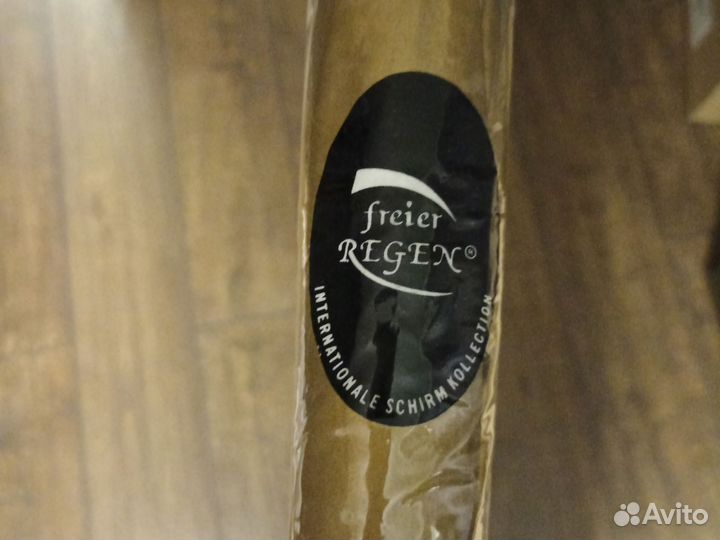 freier
REGEN®
INTERNATIONALE SCHIRM KOLLECTION
Avito